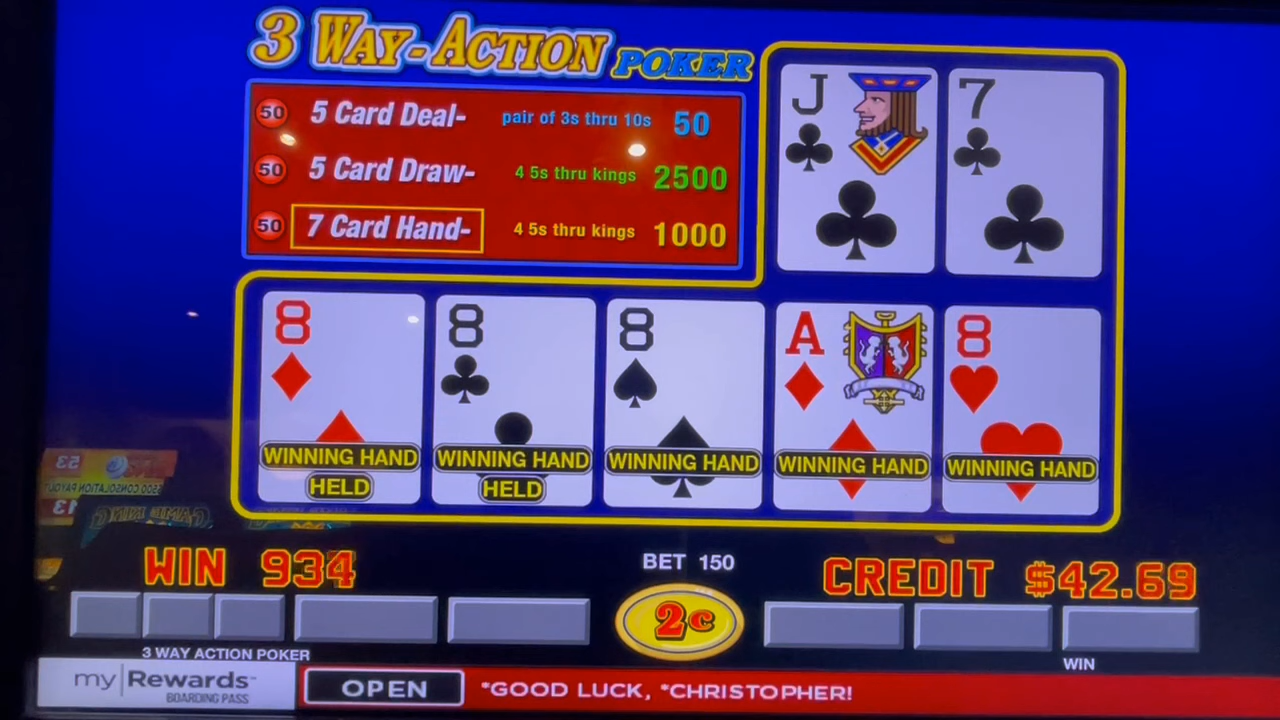 3 WAY-ACTION POKER
50 5 Card Deal- pair of 3s thru 10s 50
50 5 Card Draw- 4 5s thru kings 2500
50 7 Card Hand- 4 5s thru kings 1000
J 7
8 8 8 A 8
WINNING HAND WINNING HAND WINNING HAND WINNING HAND WINNING HAND
HELD HELD
WIN 934 BET 150 CREDIT $42.69
2¢
3 WAY ACTION POKER WIN
my|Rewards™ OPEN *GOOD LUCK, *CHRISTOPHER!
BOARDING PASS